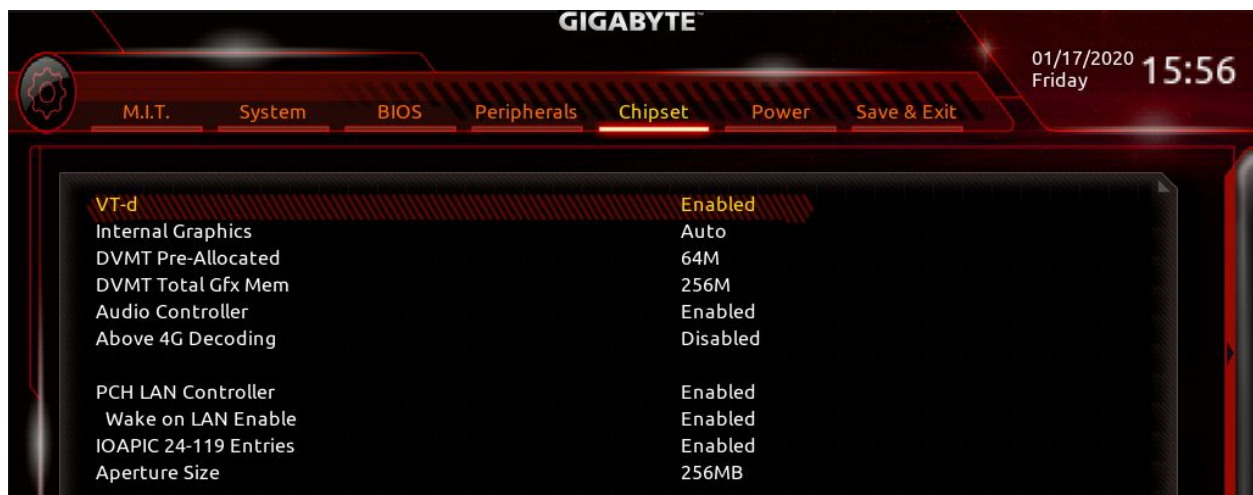 GIGABYTE
01/17/2020 15:56
Friday
M.I.T. System BIOS Peripherals Chipset Power Save & Exit
VT-d Enabled
Internal Graphics Auto
DVMT Pre-Allocated 64M
DVMT Total Gfx Mem 256M
Audio Controller Enabled
Above 4G Decoding Disabled
PCH LAN Controller Enabled
Wake on LAN Enable Enabled
IOAPIC 24-119 Entries Enabled
Aperture Size 256MB